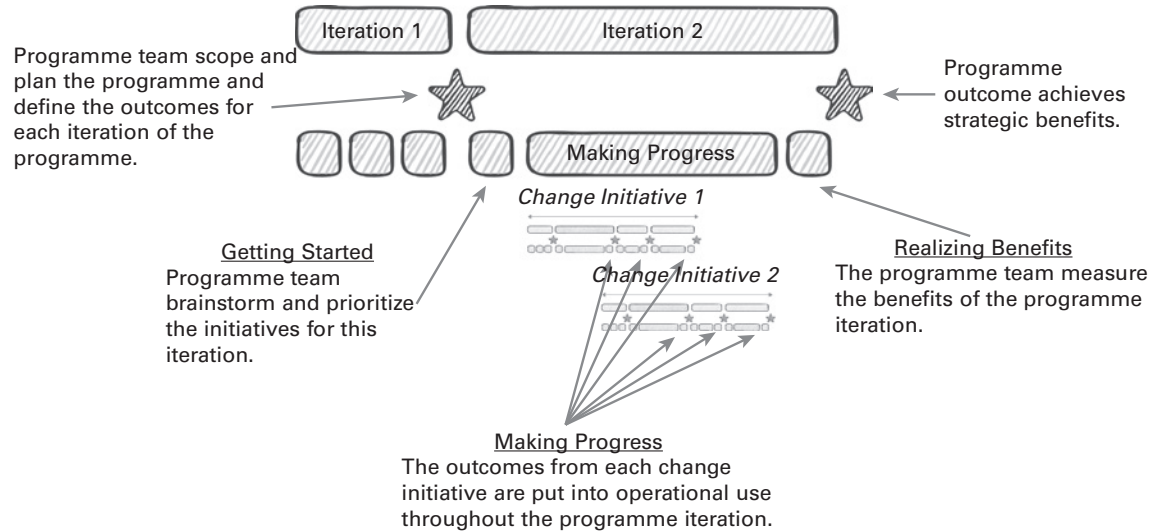 Iteration 1
Iteration 2
Programme team scope and
plan the programme and
define the outcomes for
each iteration of the
programme.
Programme
outcome achieves
strategic benefits.
Making Progress
Change Initiative 1
Getting Started
Programme team
brainstorm and prioritize
the initiatives for this
iteration.
Change Initiative 2
Realizing Benefits
The programme team measure
the benefits of the programme
iteration.
Making Progress
The outcomes from each change
initiative are put into operational use
throughout the programme iteration.